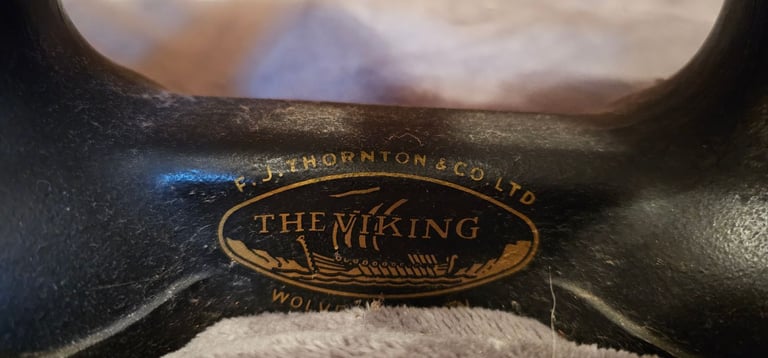 F. J. THORNTON & CO. LTD
THE VIKING